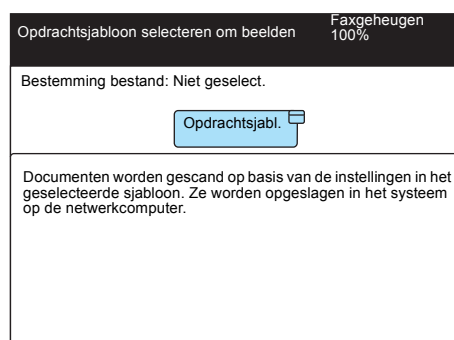 Opdrachtsjabloon selecteren om beelden
Faxgeheugen
100%
Bestemming bestand: Niet geselect.
Opdrachtsjabl.
Documenten worden gescand op basis van de instellingen in het
geselecteerde sjabloon. Ze worden opgeslagen in het systeem
op de netwerkcomputer.